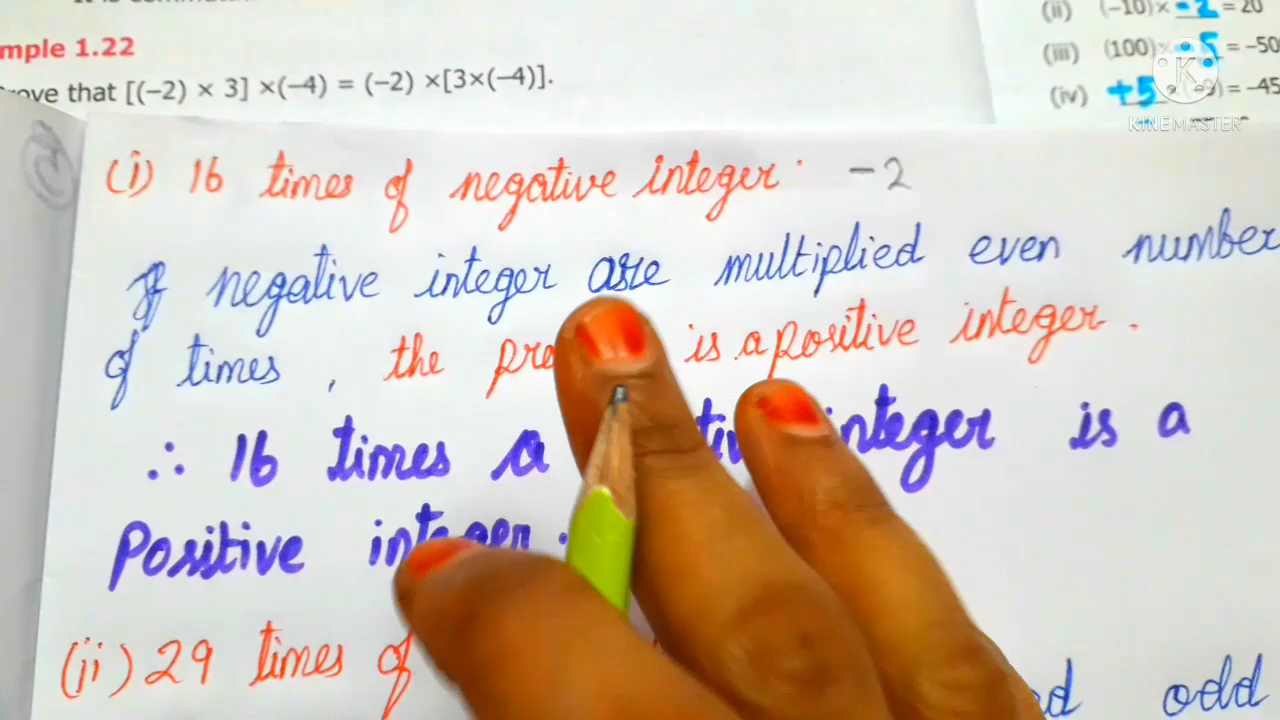 (ii) (-10) × -2 = 20
mple 1.22
(iii) (100) × -5 = -50
ove that [(-2) × 3] ×(-4) = (-2) ×[3×(-4)].
(iv) +5 × (-9) = -45
KINEMASTER
(i) 16 times of negative integer. -2
If negative integer are multiplied even number
of times, the is a positive integer.
∴ 16 times a integer is a
Positive integer.
(ii) 29 times of odd